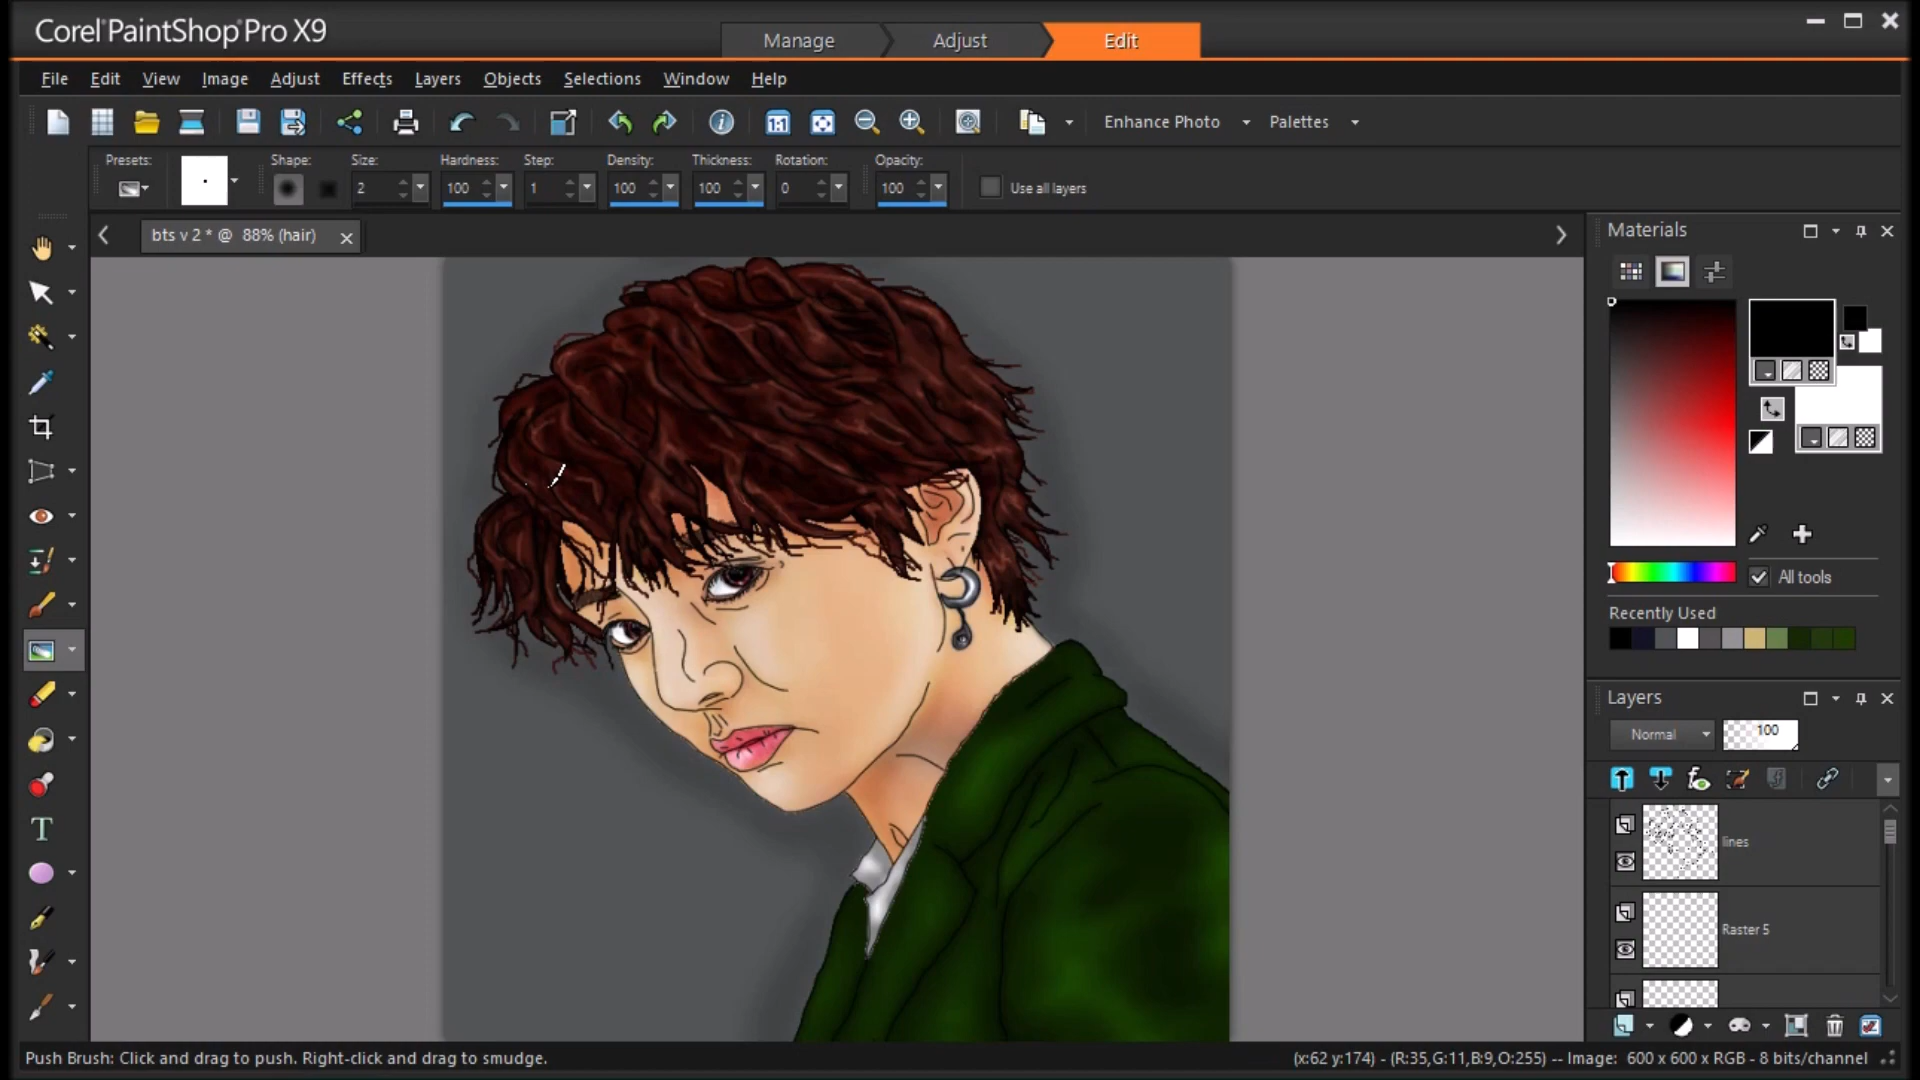 Corel PaintShop Pro X9
Manage Adjust Edit
File Edit View Image Adjust Effects Layers Objects Selections Window Help
1:1 Enhance Photo Palettes
Presets: Shape: Size: Hardness: Step: Density: Thickness: Rotation: Opacity:
2 100 1 100 100 0 100 Use all layers
bts v 2 * @ 88% (hair)
Materials
All tools
Recently Used
Layers
Normal 100
lines
Raster 5
T
Push Brush: Click and drag to push. Right-click and drag to smudge.
(x:62 y:174) - (R:35,G:11,B:9,O:255) -- Image: 600 x 600 x RGB - 8 bits/channel